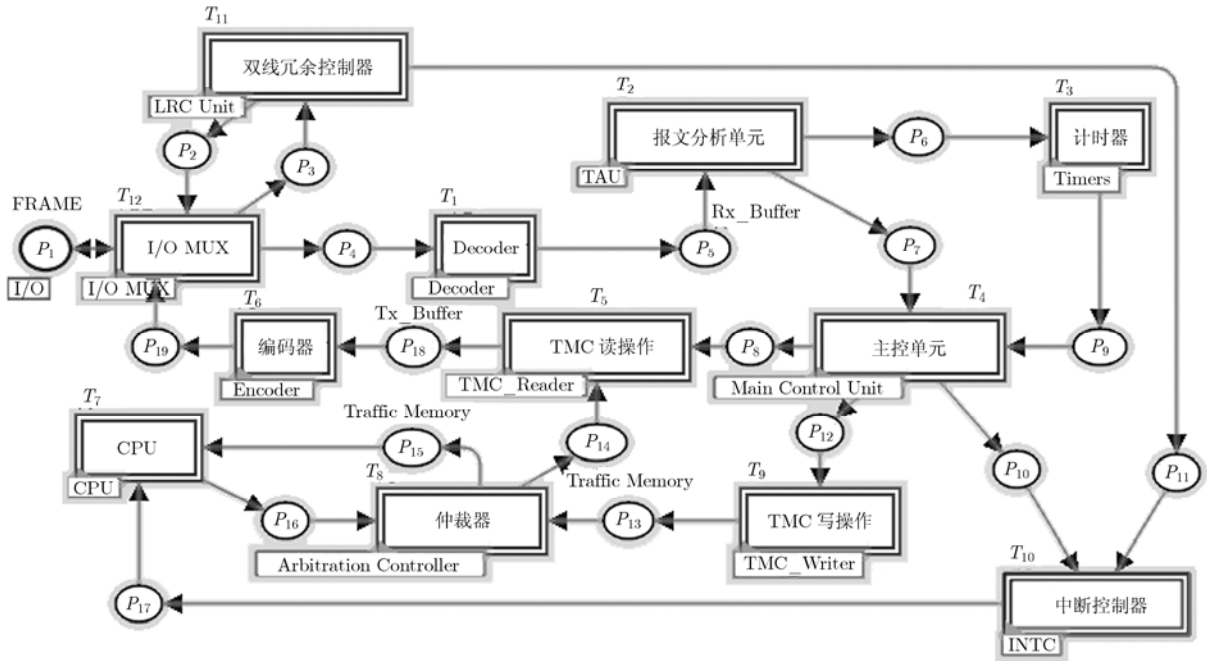 T11
双线冗余控制器
LRC Unit
P2
P3
T2
报文分析单元
TAU
P6
T3
计时器
Timers
FRAME
P1
I/O
T12
I/O MUX
I/O MUX
P4
T1
Decoder
Decoder
Rx_Buffer
P5
P7
T6
编码器
Encoder
P19
Tx_Buffer
P18
T5
TMC 读操作
TMC_Reader
P8
T4
主控单元
Main Control Unit
P9
T7
CPU
CPU
Traffic Memory
P15
P14
P12
P10
P11
P16
T8
仲裁器
Arbitration Controller
Traffic Memory
P13
T9
TMC 写操作
TMC_Writer
P17
T10
中断控制器
INTC